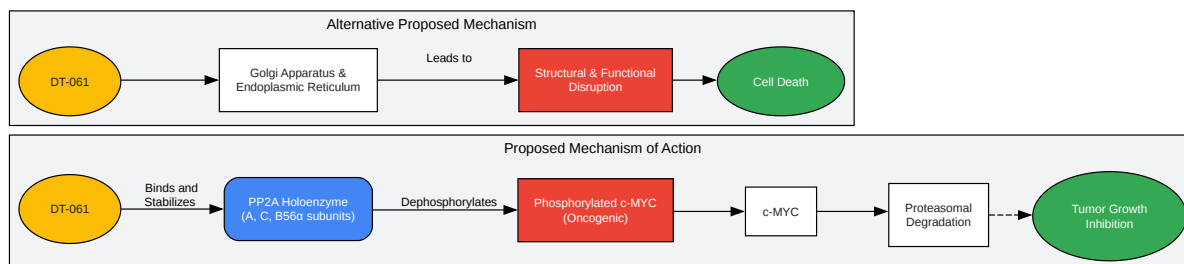 Alternative Proposed Mechanism
DT-061
Golgi Apparatus &
Endoplasmic Reticulum
Leads to
Structural & Functional
Disruption
Cell Death
Proposed Mechanism of Action
DT-061
Binds and
Stabilizes
PP2A Holoenzyme
(A, C, B56α subunits)
Dephosphorylates
Phosphorylated c-MYC
(Oncogenic)
c-MYC
Proteasomal
Degradation
Tumor Growth
Inhibition